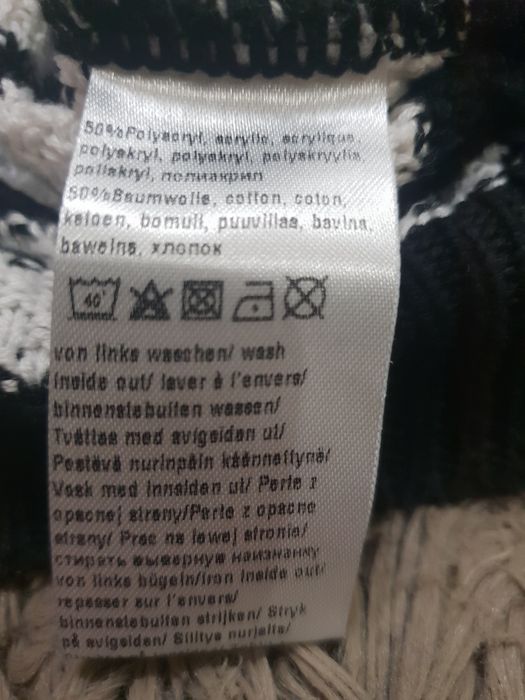 50%Polyacryl, acrylic, acrylique,
polyakryl, polyakryl, polyakryylia,
poliakryl, полиакрил
50%Baumwolle, cotton, coton,
katoen, bomull, puuvillaa, bavlna,
bawełna, хлопок
40°
von links waschen/ wash
inside out/ laver à l'envers/
binnenstebuiten wassen/
Tvättas med avigsidan ut/
Pestävä nurinpäin käännettynä/
Vask med innsiden ut/ Perte z
opacnej strany/Perte z opacne
strany/ Prac na lewej stronie/
стирать вывернув наизнанку
von links bügeln/iron inside out/
repasser sur l'envers/
binnenstebuiten strijken/ Stryk
på avigsidan/ Silitys nurjalta/